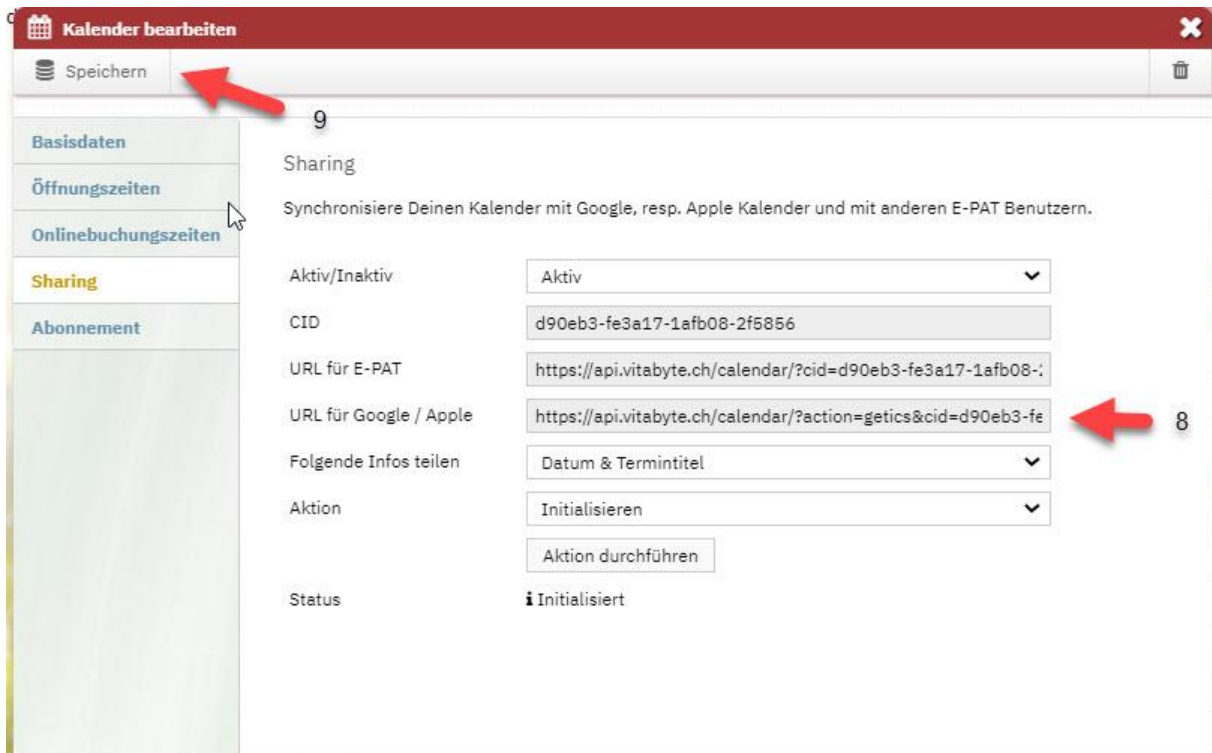 Kalender bearbeiten
Speichern
9
Basisdaten
Öffnungszeiten
Onlinebuchungszeiten
Sharing
Abonnement
Sharing
Synchronisiere Deinen Kalender mit Google, resp. Apple Kalender und mit anderen E-PAT Benutzern.
Aktiv/Inaktiv Aktiv
CID d90eb3-fe3a17-1afb08-2f5856
URL für E-PAT https://api.vitabyte.ch/calendar/?cid=d90eb3-fe3a17-1afb08-
URL für Google / Apple https://api.vitabyte.ch/calendar/?action=getics&cid=d90eb3-fe 8
Folgende Infos teilen Datum & Termintitel
Aktion Initialisieren
Aktion durchführen
Status i Initialisiert